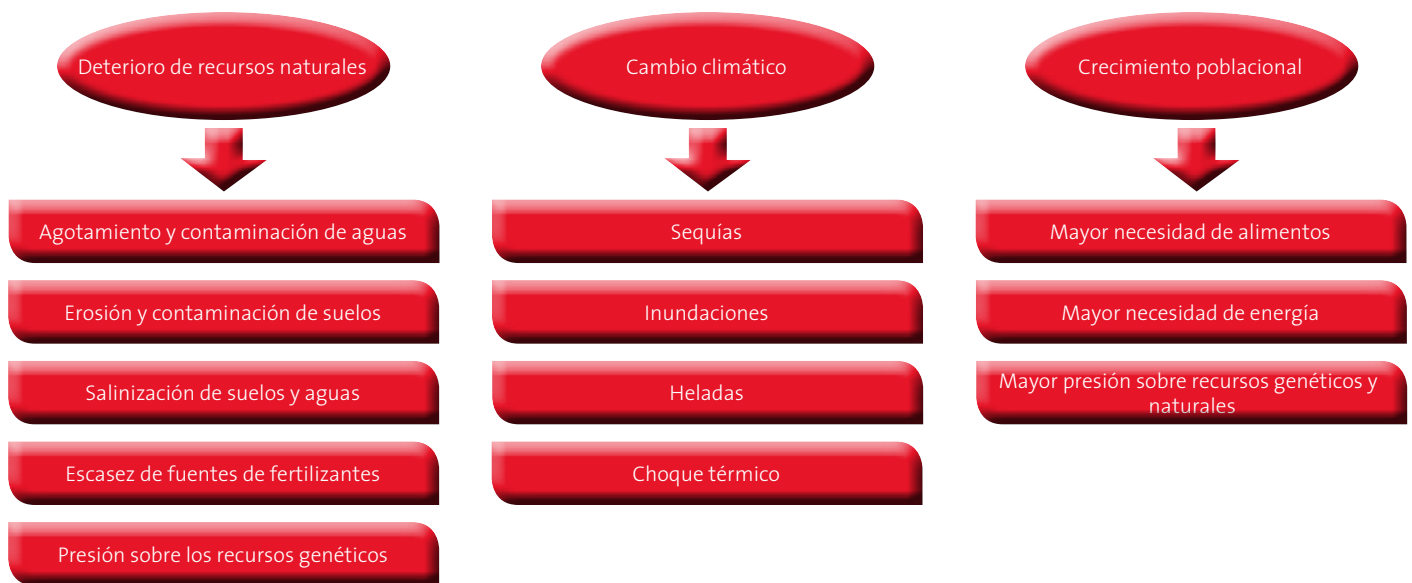 Deterioro de recursos naturales
Agotamiento y contaminación de aguas
Erosión y contaminación de suelos
Salinización de suelos y aguas
Escasez de fuentes de fertilizantes
Presión sobre los recursos genéticos
Cambio climático
Sequías
Inundaciones
Heladas
Choque térmico
Crecimiento poblacional
Mayor necesidad de alimentos
Mayor necesidad de energía
Mayor presión sobre recursos genéticos y
naturales